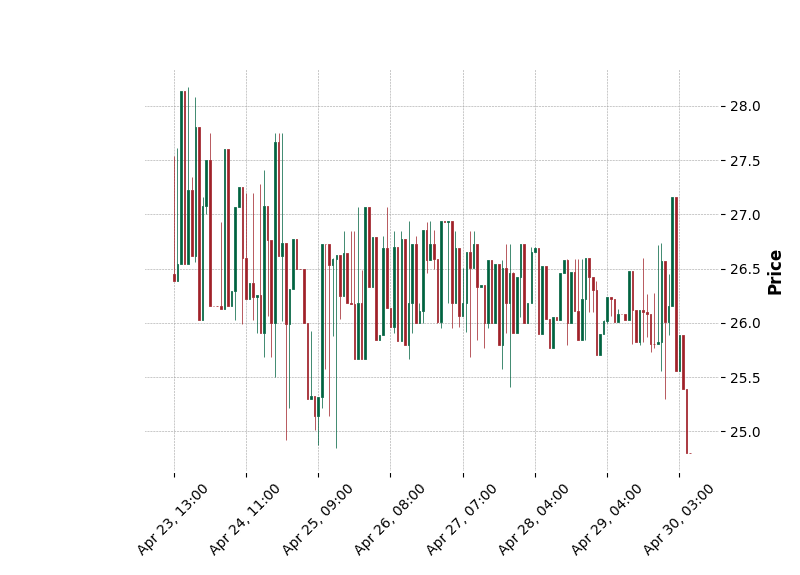 28.0
27.5
27.0
26.5
26.0
25.5
25.0
Price
Apr 23, 13:00
Apr 24, 11:00
Apr 25, 09:00
Apr 26, 08:00
Apr 27, 07:00
Apr 28, 04:00
Apr 29, 04:00
Apr 30, 03:00